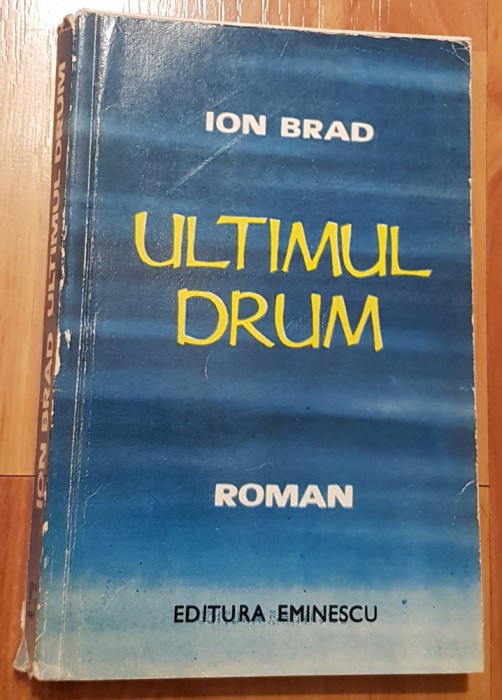 ION BRAD
ULTIMUL
DRUM
ROMAN
EDITURA EMINESCU
ION BRAD ULTIMUL DRUM